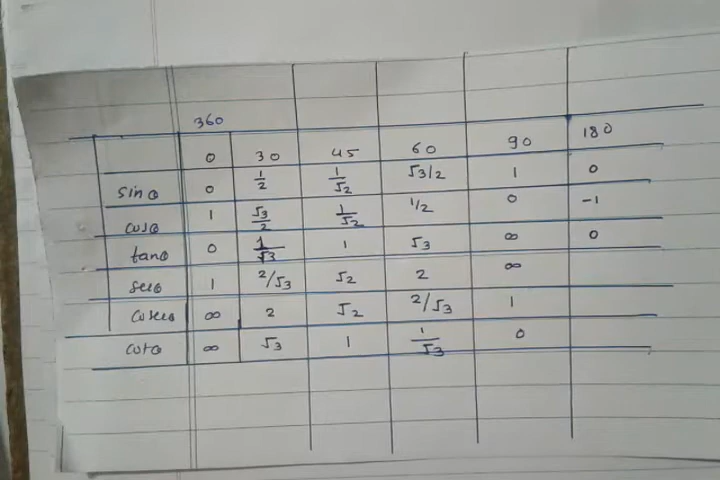 360
0 30 45 60 90 180
sinθ 0 1/2 1/√2 √3/2 1 0
cosθ 1 √3/2 1/√2 1/2 0 -1
tanθ 0 1/√3 1 √3 ∞ 0
secθ 1 2/√3 √2 2 ∞
cosecθ ∞ 2 √2 2/√3 1
cotθ ∞ √3 1 1/√3 0